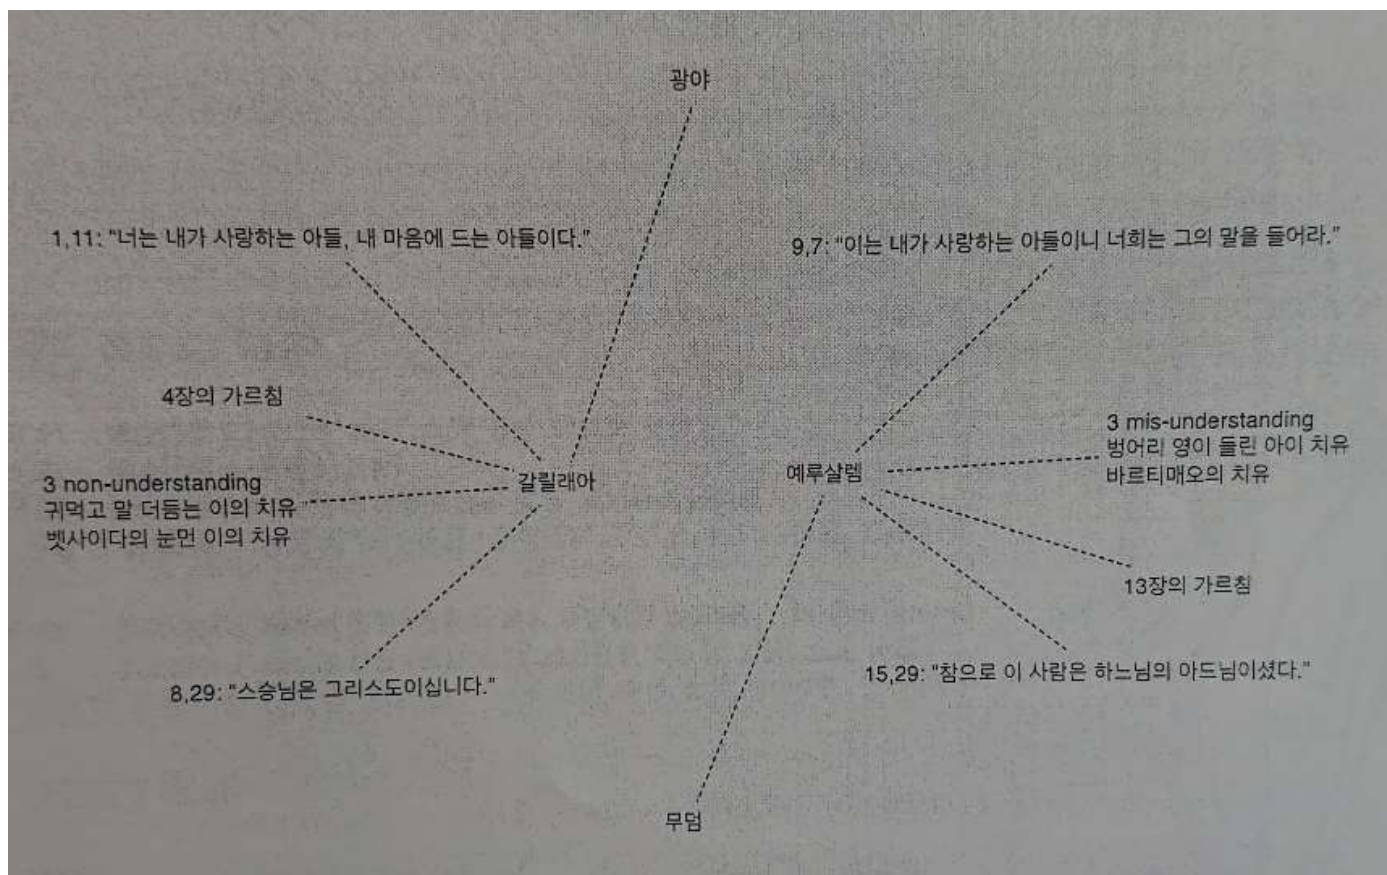 광야
1,11: "너는 내가 사랑하는 아들, 내 마음에 드는 아들이다."
9,7: "이는 내가 사랑하는 아들이니 너희는 그의 말을 들어라."
4장의 가르침
3 non-understanding
귀먹고 말 더듬는 이의 치유
벳사이다의 눈먼 이의 치유
갈릴래아
예루살렘
3 mis-understanding
벙어리 영이 들린 아이 치유
바르티매오의 치유
13장의 가르침
8,29: "스승님은 그리스도이십니다."
15,29: "참으로 이 사람은 하느님의 아드님이셨다."
무덤